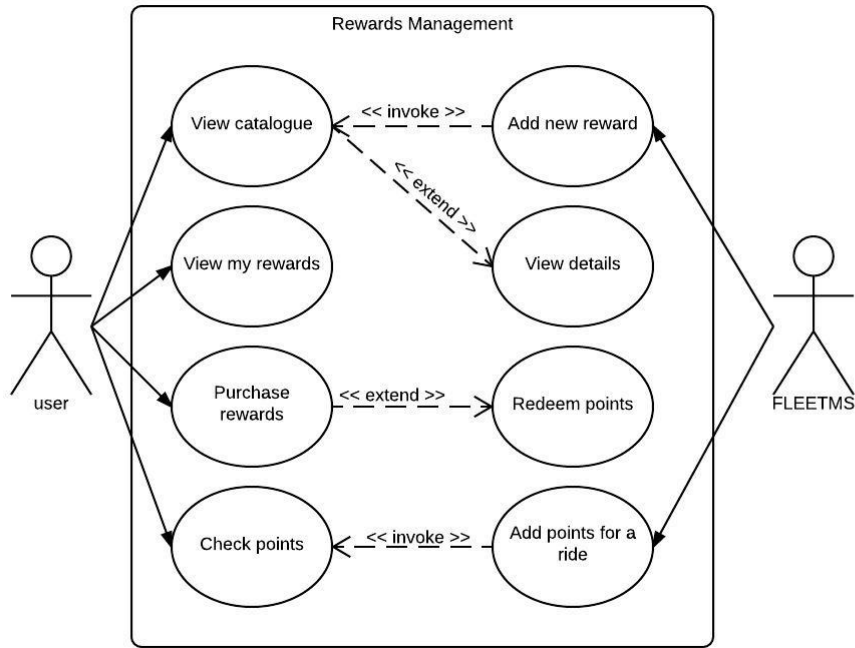 Rewards Management
View catalogue
<< invoke >>
Add new reward
<< extend >>
View my rewards
View details
Purchase
rewards
<< extend >>
Redeem points
user
FLEETMS
Check points
<< invoke >>
Add points for a
ride